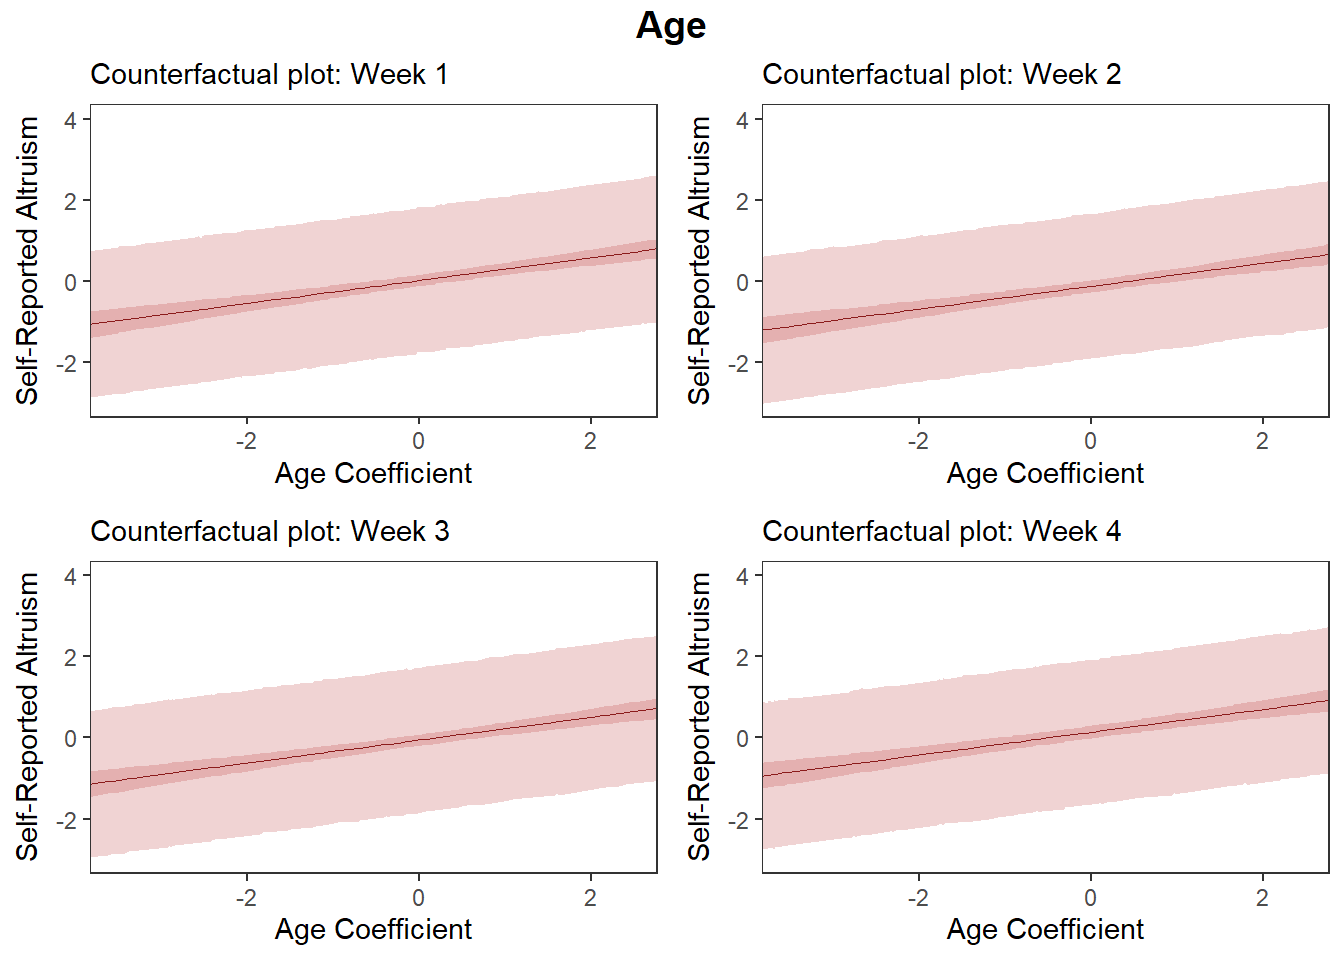 Age
Counterfactual plot: Week 1
Self-Reported Altruism
4
2
0
-2
-2 0 2
Age Coefficient
Counterfactual plot: Week 2
Self-Reported Altruism
4
2
0
-2
-2 0 2
Age Coefficient
Counterfactual plot: Week 3
Self-Reported Altruism
4
2
0
-2
-2 0 2
Age Coefficient
Counterfactual plot: Week 4
Self-Reported Altruism
4
2
0
-2
-2 0 2
Age Coefficient